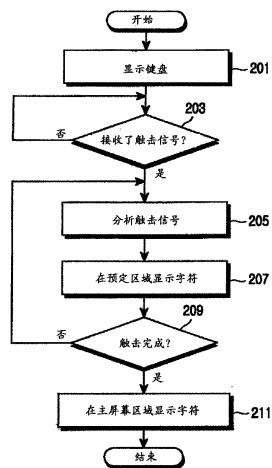 开始
显示键盘
201
203
接收了触击信号？
否
是
分析触击信号
205
在预定区域显示字符
207
209
触击完成？
否
是
在主屏幕区域显示字符
211
结束